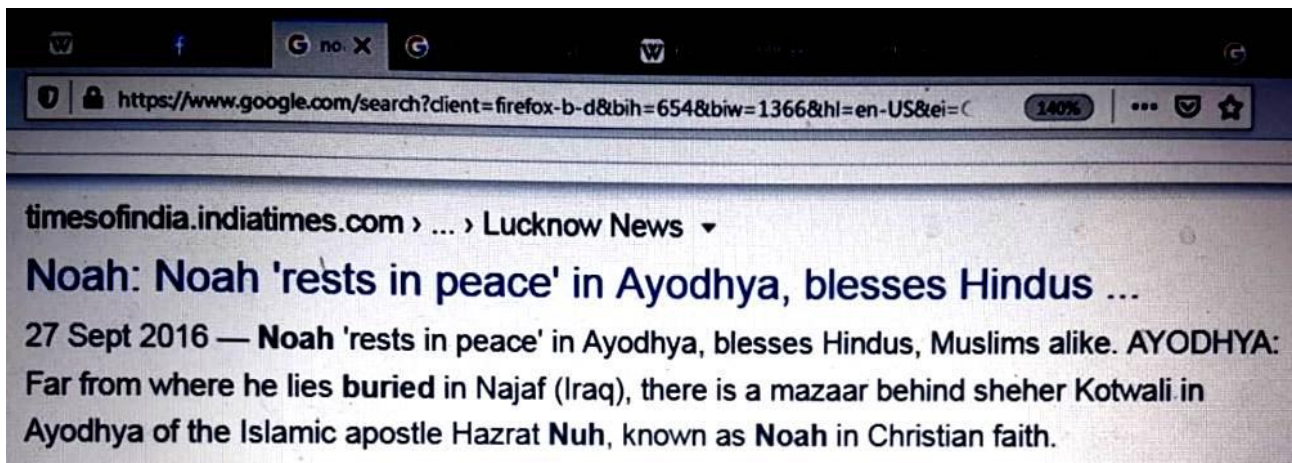 W f G no. X G W G
https://www.google.com/search?client=firefox-b-d&bih=654&biw=1366&hl=en-US&ei= 140% ...
timesofindia.indiatimes.com › ... › Lucknow News
Noah: Noah 'rests in peace' in Ayodhya, blesses Hindus ...
27 Sept 2016 — Noah 'rests in peace' in Ayodhya, blesses Hindus, Muslims alike. AYODHYA:
Far from where he lies buried in Najaf (Iraq), there is a mazaar behind sheher Kotwali in
Ayodhya of the Islamic apostle Hazrat Nuh, known as Noah in Christian faith.